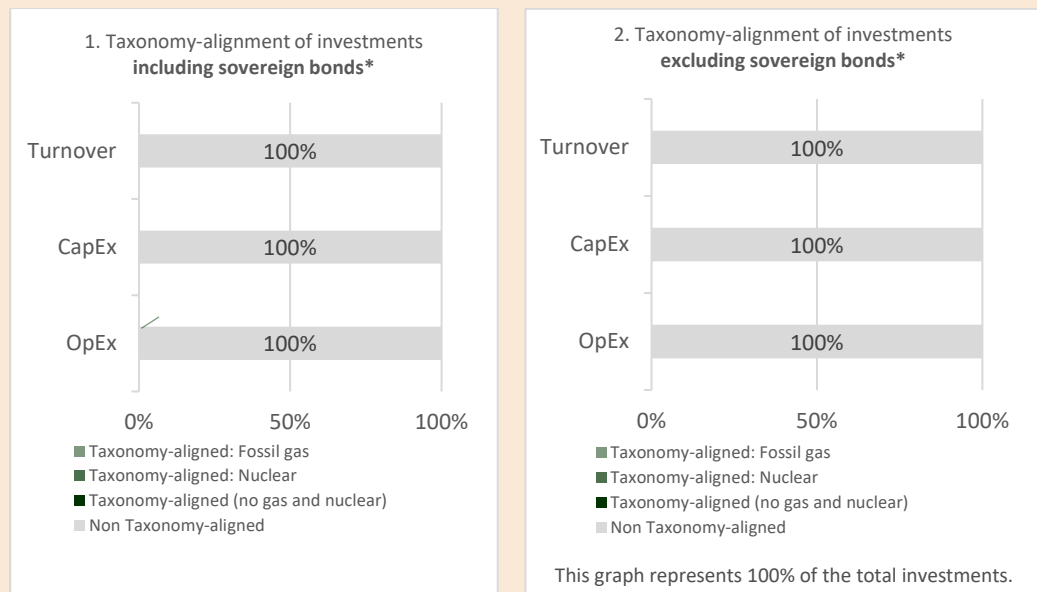 1. Taxonomy-alignment of investments
including sovereign bonds*
Turnover
100%
CapEx
100%
OpEx
100%
0%
50%
100%
Taxonomy-aligned: Fossil gas
Taxonomy-aligned: Nuclear
Taxonomy-aligned (no gas and nuclear)
Non Taxonomy-aligned
2. Taxonomy-alignment of investments
excluding sovereign bonds*
Turnover
100%
CapEx
100%
OpEx
100%
0%
50%
100%
Taxonomy-aligned: Fossil gas
Taxonomy-aligned: Nuclear
Taxonomy-aligned (no gas and nuclear)
Non Taxonomy-aligned
This graph represents 100% of the total investments.